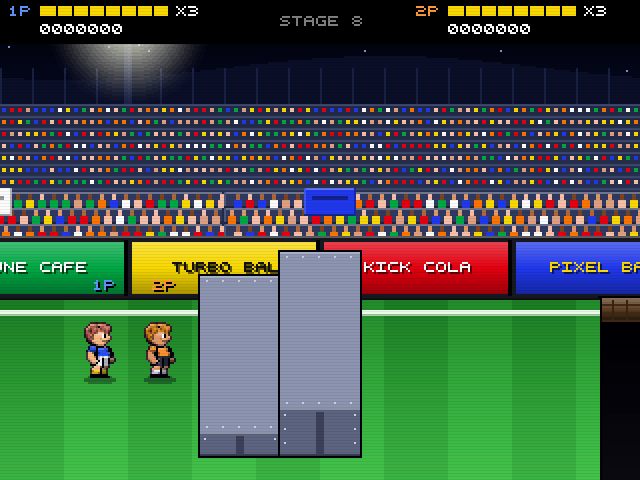 1P X3
0000000
STAGE 8
2P X3
0000000
UNE CAFE
TURBO BAL
KICK COLA
PIXEL BA
1P
2P